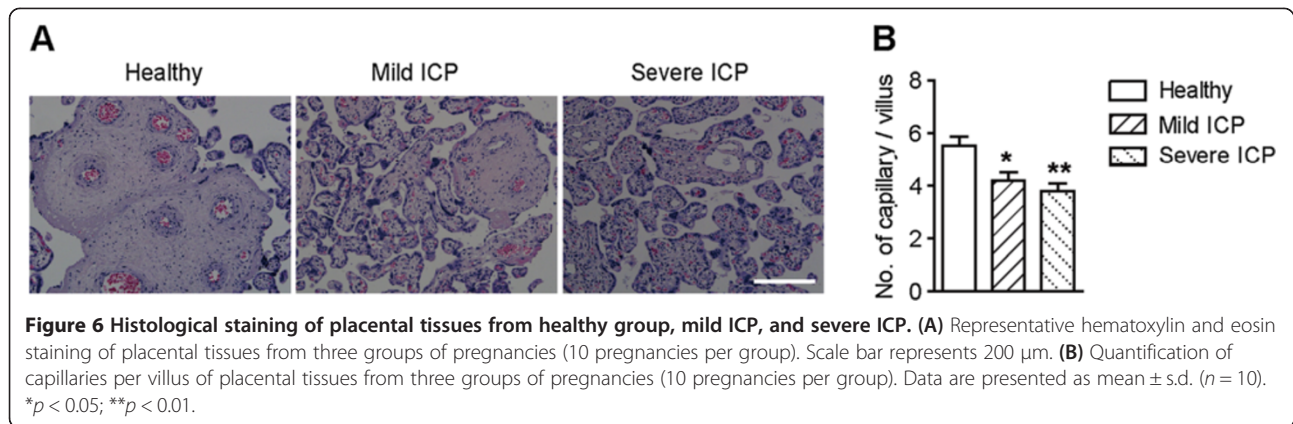 A
B
Healthy
Mild ICP
Severe ICP
No. of capillary / villus
8
6
4
2
0
*
**
Healthy
Mild ICP
Severe ICP
Figure 6 Histological staining of placental tissues from healthy group, mild ICP, and severe ICP. (A) Representative hematoxylin and eosin
staining of placental tissues from three groups of pregnancies (10 pregnancies per group). Scale bar represents 200 μm. (B) Quantification of
capillaries per villus of placental tissues from three groups of pregnancies (10 pregnancies per group). Data are presented as mean ± s.d. (n = 10).
*p < 0.05; **p < 0.01.